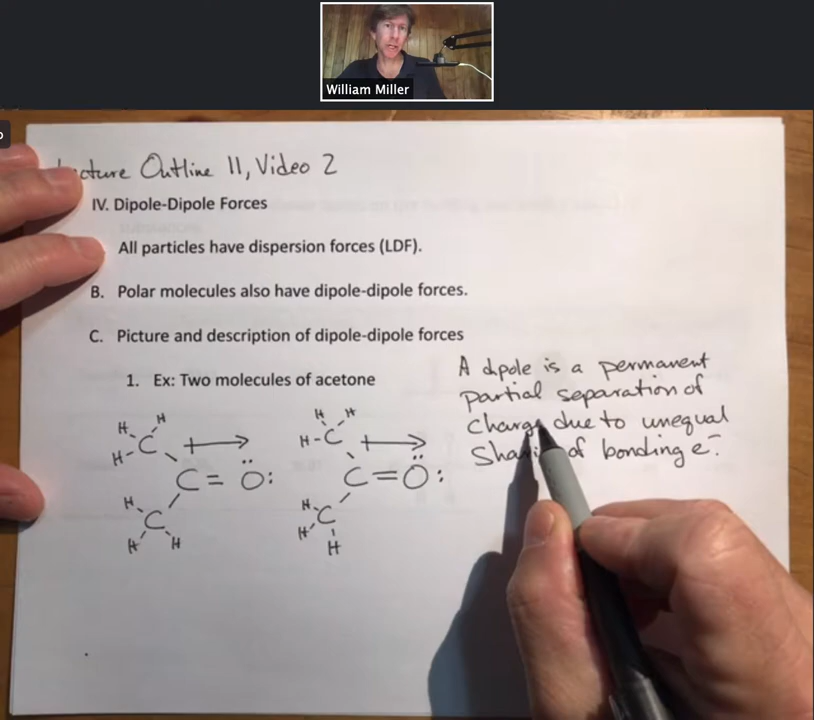 William Miller
Lecture Outline 11, Video 2
IV. Dipole-Dipole Forces
All particles have dispersion forces (LDF).
B. Polar molecules also have dipole-dipole forces.
C. Picture and description of dipole-dipole forces
1. Ex: Two molecules of acetone
A dipole is a permanent
partial separation of
charge due to unequal
of bonding e⁻.
H H H H
H-C H-C
C=Ö: C=Ö:
H H
C H C
H H H